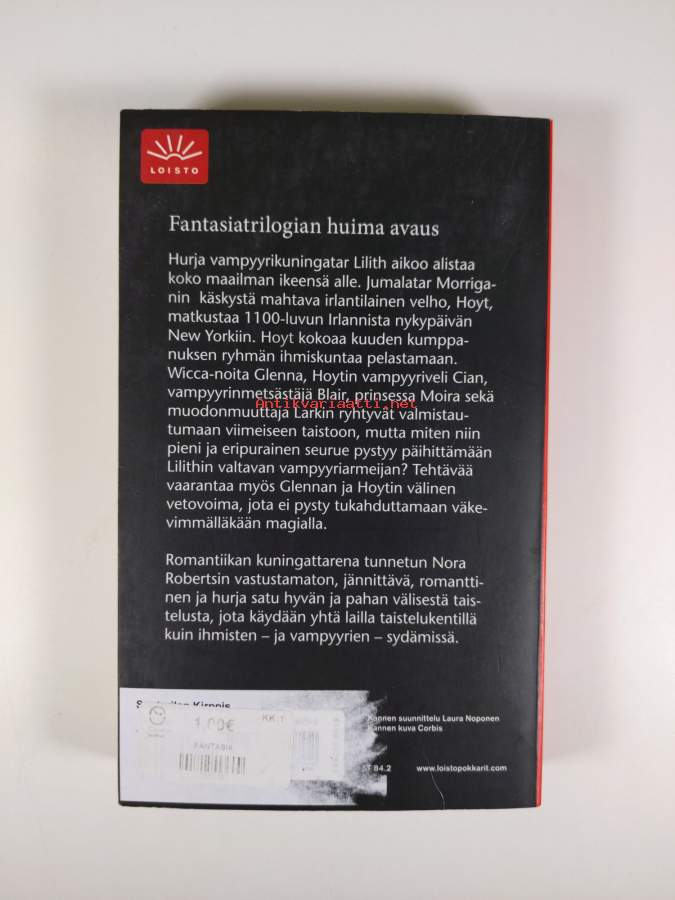 LOISTO
Fantasiatrilogian huima avaus
Hurja vampyyrikuningatar Lilith aikoo alistaa
koko maailman ikeensä alle. Jumalatar Morriga-
nin käskystä mahtava irlantilainen velho, Hoyt,
matkustaa 1100-luvun Irlannista nykypäivän
New Yorkiin. Hoyt kokoaa kuuden kumppa-
nuksen ryhmän ihmiskuntaa pelastamaan.
Wicca-noita Glenna, Hoytin vampyyriveli Cian,
vampyyrinmetsästäjä Blair, prinsessa Moira sekä
Antikvariaatti.net
muodonmuuttaja Larkin ryhtyvät valmistau-
tumaan viimeiseen taistoon, mutta miten niin
pieni ja eripurainen seurue pystyy päihittämään
Lilithin valtavan vampyyriarmeijan? Tehtävää
vaarantaa myös Glennan ja Hoytin välinen
vetovoima, jota ei pysty tukahduttamaan väke-
vimmälläkään magialla.
Romantiikan kuningattarena tunnetun Nora
Robertsin vastustamaton, jännittävä, romantti-
nen ja hurja satu hyvän ja pahan välisestä tais-
telusta, jota käydään yhtä lailla taistelukentillä
kuin ihmisten – ja vampyyrien – sydämissä.
Kirppis
KK-1
1,00€
FANTASIA
Kannen suunnittelu Laura Noponen
Kannen kuva Corbis
T 84.2
www.loistopokkarit.com